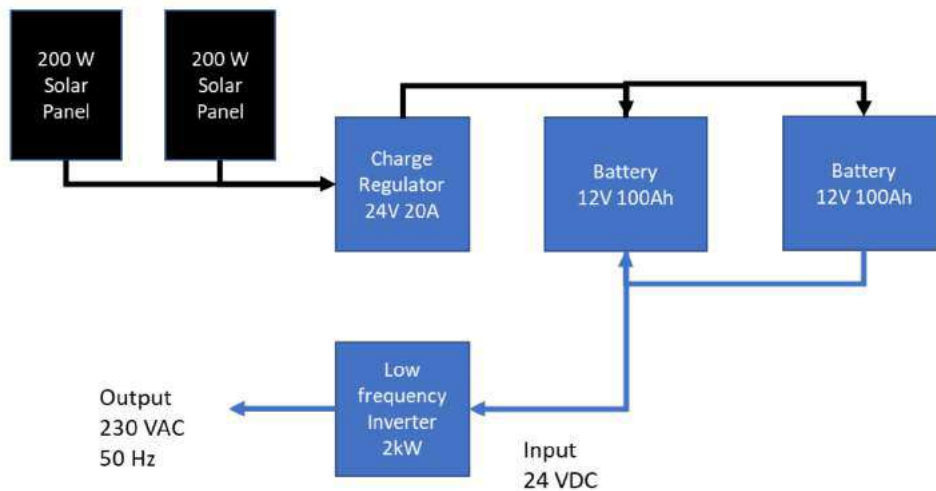 200 W
Solar
Panel
200 W
Solar
Panel
Charge
Regulator
24V 20A
Battery
12V 100Ah
Battery
12V 100Ah
Low
frequency
Inverter
2kW
Output
230 VAC
50 Hz
Input
24 VDC